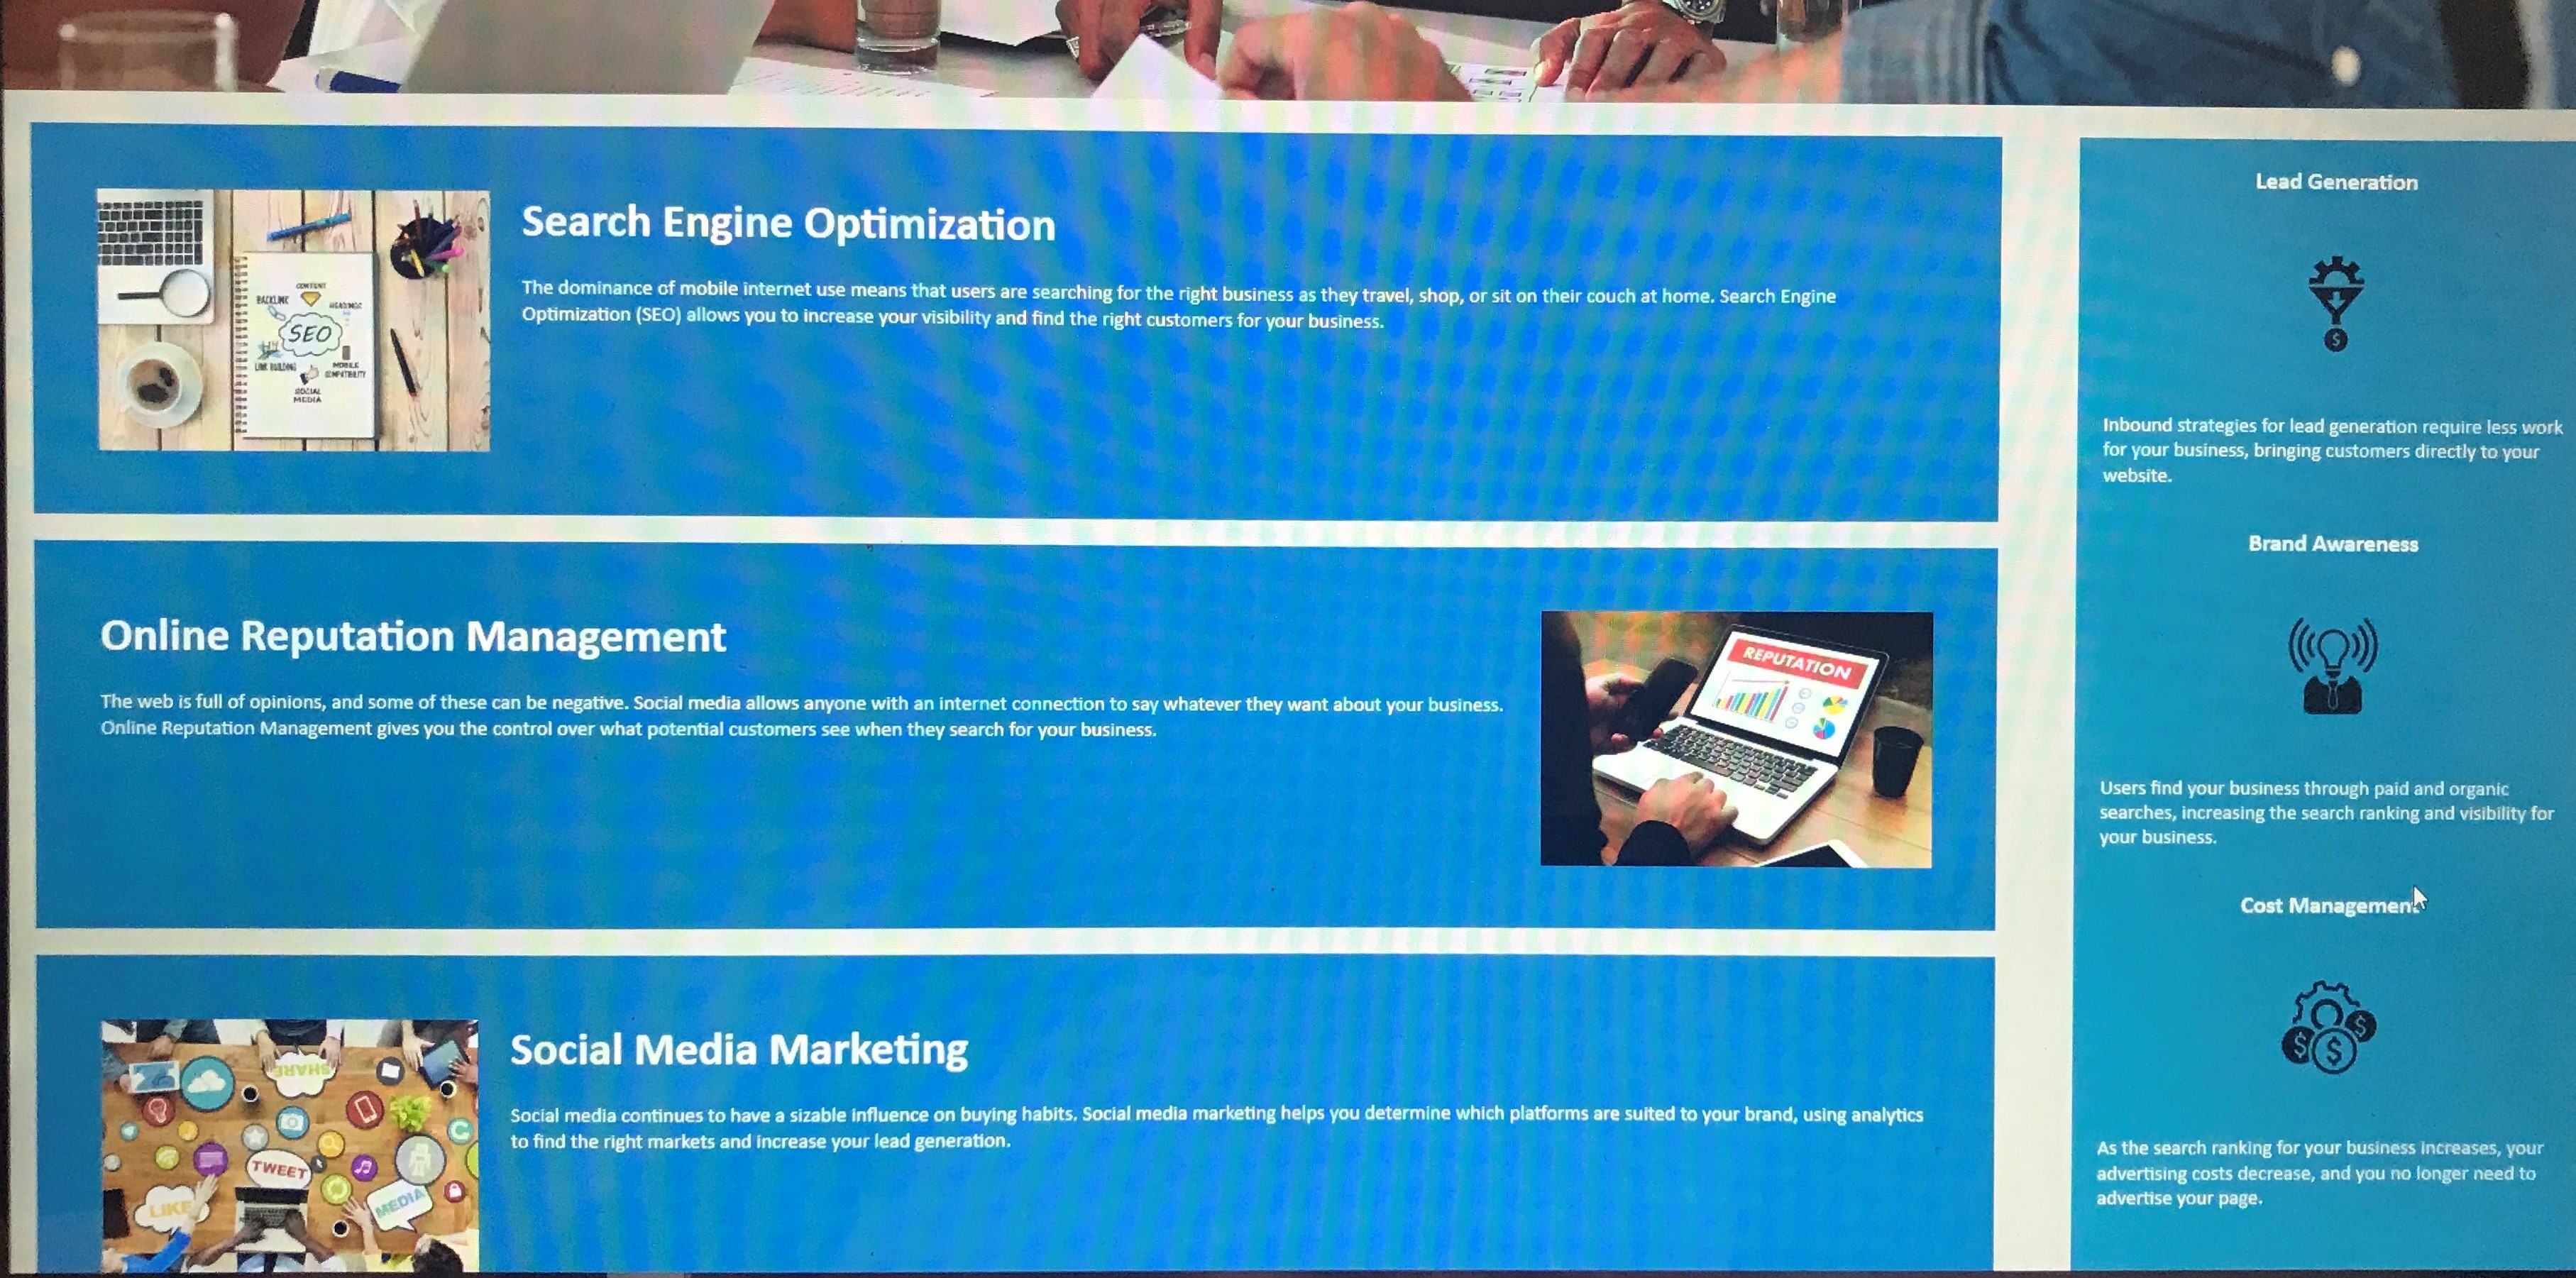 Search Engine Optimization
The dominance of mobile internet use means that users are searching for the right business as they travel, shop, or sit on their couch at home. Search Engine
Optimization (SEO) allows you to increase your visibility and find the right customers for your business.
CONTENT
BACKLINK
HEADINGS
SEO
LINK BUILDING
MOBILE
COMPATIBILITY
SOCIAL
MEDIA
Online Reputation Management
The web is full of opinions, and some of these can be negative. Social media allows anyone with an internet connection to say whatever they want about your business.
Online Reputation Management gives you the control over what potential customers see when they search for your business.
REPUTATION
Social Media Marketing
Social media continues to have a sizable influence on buying habits. Social media marketing helps you determine which platforms are suited to your brand, using analytics
to find the right markets and increase your lead generation.
SHARE
TWEET
LIKE
MEDIA
Lead Generation
$
Inbound strategies for lead generation require less work
for your business, bringing customers directly to your
website.
Brand Awareness
Users find your business through paid and organic
searches, increasing the search ranking and visibility for
your business.
Cost Management
$ $ $
As the search ranking for your business increases, your
advertising costs decrease, and you no longer need to
advertise your page.